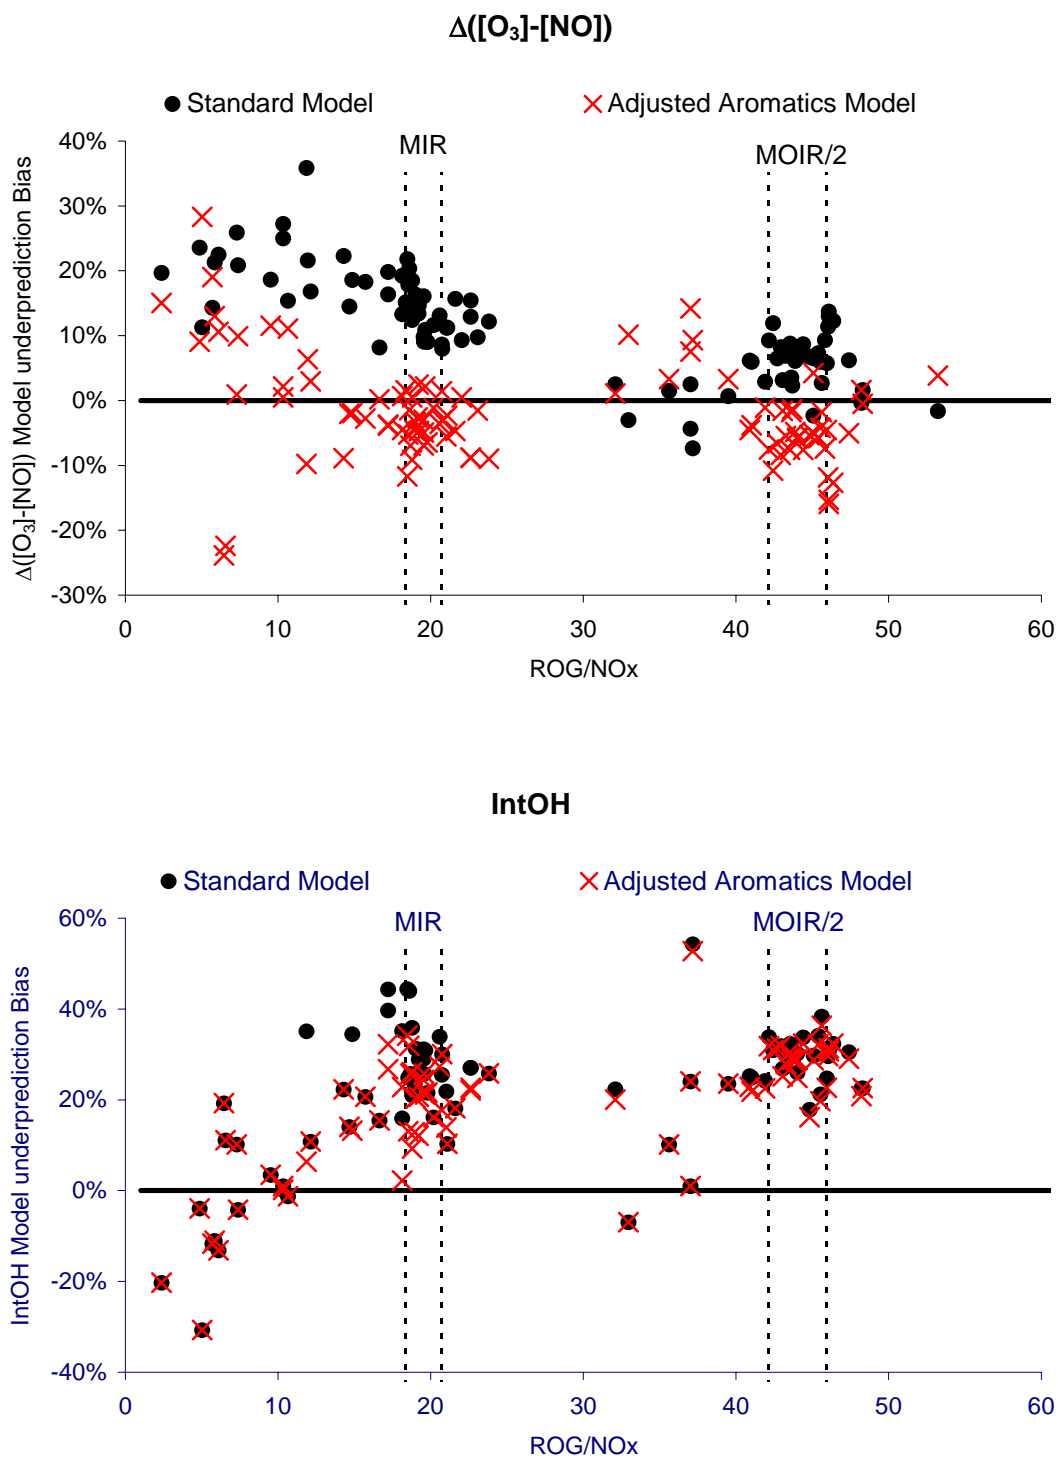 Δ([O₃]-[NO])
Standard Model
Adjusted Aromatics Model
MIR
MOIR/2
40%
30%
20%
10%
0%
-10%
-20%
-30%
Δ([O₃]-[NO]) Model underprediction Bias
0 10 20 30 40 50 60
ROG/NOx
IntOH
Standard Model
Adjusted Aromatics Model
MIR
MOIR/2
60%
40%
20%
0%
-20%
-40%
IntOH Model underprediction Bias
0 10 20 30 40 50 60
ROG/NOx